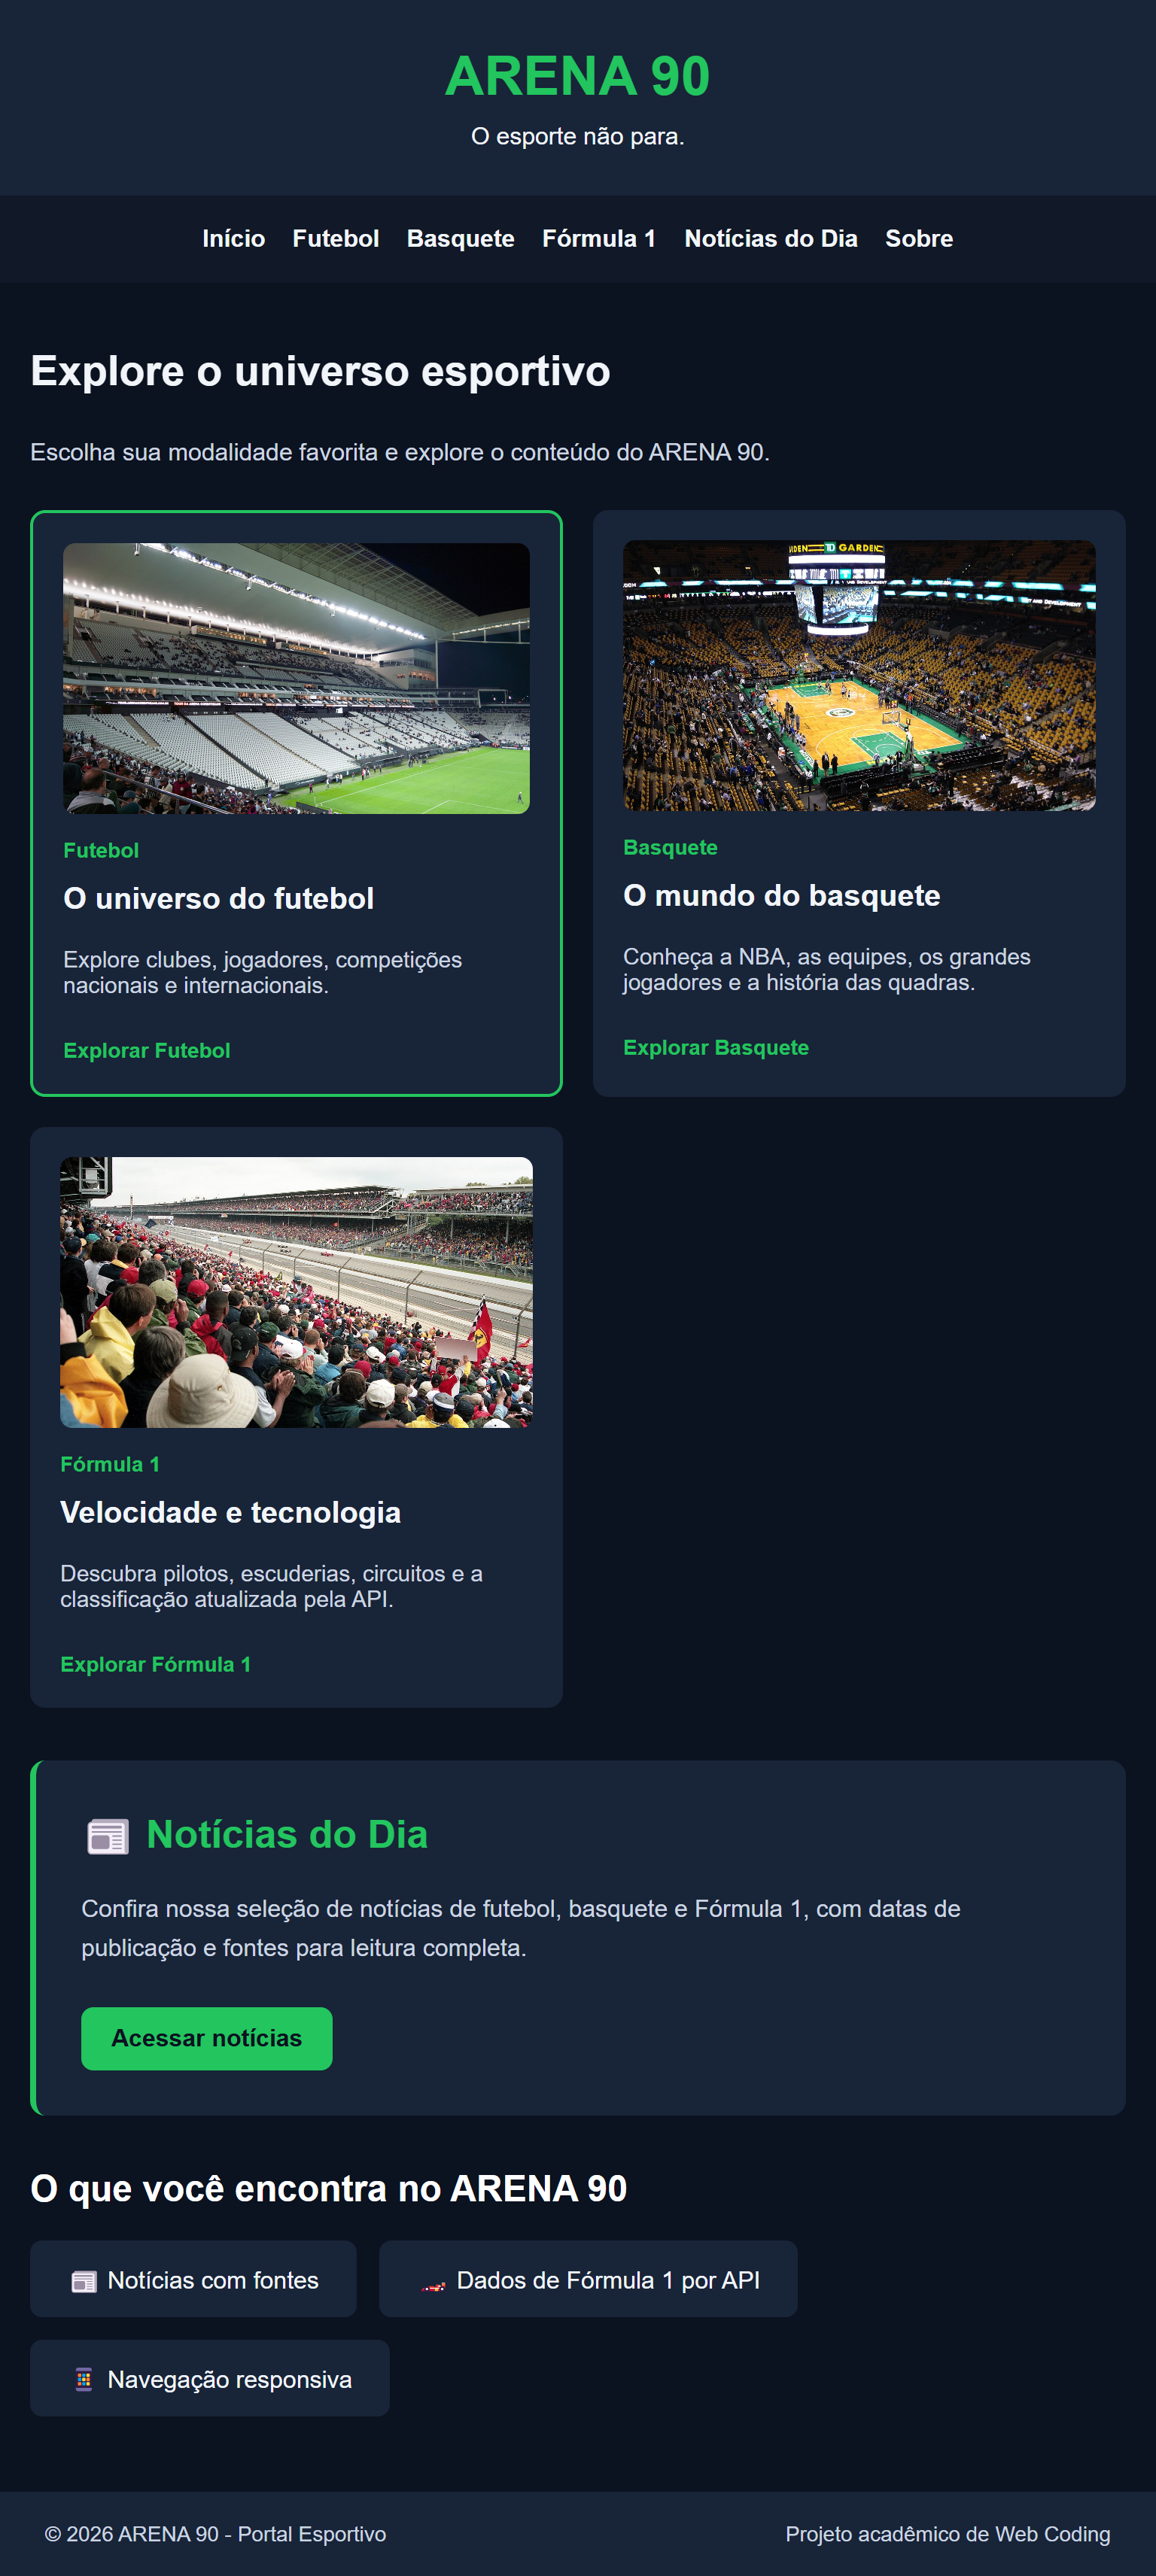 ARENA 90
O esporte não para.
Início Futebol Basquete Fórmula 1 Notícias do Dia Sobre
Explore o universo esportivo
Escolha sua modalidade favorita e explore o conteúdo do ARENA 90.
TD GARDEN
Futebol
O universo do futebol
Explore clubes, jogadores, competições
nacionais e internacionais.
Explorar Futebol
Basquete
O mundo do basquete
Conheça a NBA, as equipes, os grandes
jogadores e a história das quadras.
Explorar Basquete
Fórmula 1
Velocidade e tecnologia
Descubra pilotos, escuderias, circuitos e a
classificação atualizada pela API.
Explorar Fórmula 1
Notícias do Dia
Confira nossa seleção de notícias de futebol, basquete e Fórmula 1, com datas de
publicação e fontes para leitura completa.
Acessar notícias
O que você encontra no ARENA 90
Notícias com fontes
Dados de Fórmula 1 por API
Navegação responsiva
© 2026 ARENA 90 - Portal Esportivo
Projeto acadêmico de Web Coding